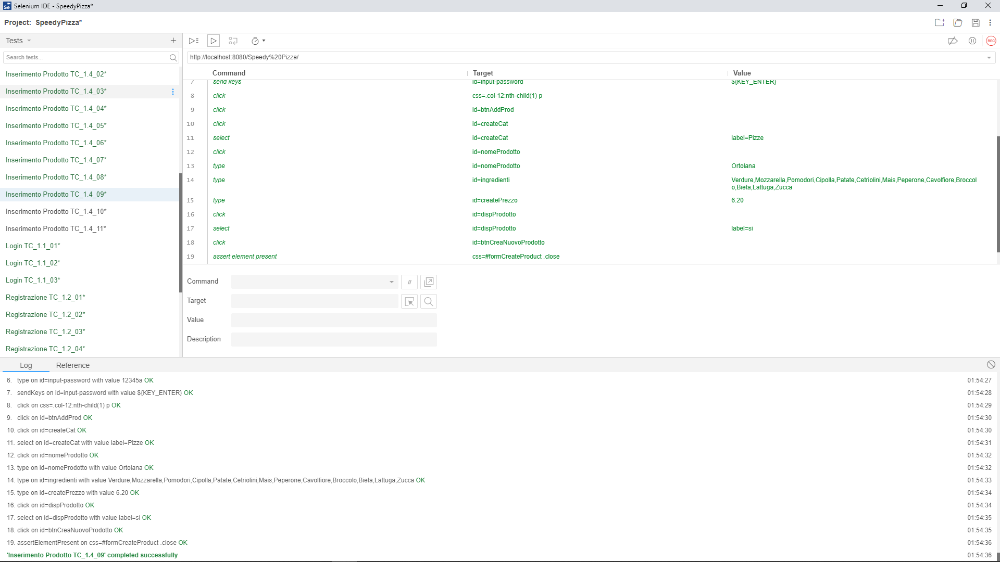 Selenium IDE - SpeedyPizza*
Project: SpeedyPizza*
Tests
Search tests...
Inserimento Prodotto TC_1.4_02*
Inserimento Prodotto TC_1.4_03*
Inserimento Prodotto TC_1.4_04*
Inserimento Prodotto TC_1.4_05*
Inserimento Prodotto TC_1.4_06*
Inserimento Prodotto TC_1.4_07*
Inserimento Prodotto TC_1.4_08*
Inserimento Prodotto TC_1.4_09*
Inserimento Prodotto TC_1.4_10*
Inserimento Prodotto TC_1.4_11*
Login TC_1.1_01*
Login TC_1.1_02*
Login TC_1.1_03*
Registrazione TC_1.2_01*
Registrazione TC_1.2_02*
Registrazione TC_1.2_03*
Registrazione TC_1.2_04*
REC
http://localhost:8080/Speedy%20Pizza/
Command Target Value
7 send keys id=input-password ${KEY_ENTER}
8 click css=.col-12:nth-child(1) p
9 click id=btnAddProd
10 click id=createCat
11 select id=createCat label=Pizze
12 click id=nomeProdotto
13 type id=nomeProdotto Ortolana
14 type id=ingredienti Verdure,Mozzarella,Pomodori,Cipolla,Patate,Cetriolini,Mais,Peperone,Cavolfiore,Broccol
o,Bieta,Lattuga,Zucca
15 type id=createPrezzo 6.20
16 click id=dispProdotto
17 select id=dispProdotto label=si
18 click id=btnCreaNuovoProdotto
19 assert element present css=#formCreateProduct .close
Command //
Target
Value
Description
Log Reference
6. type on id=input-password with value 12345a OK 01:54:27
7. sendKeys on id=input-password with value ${KEY_ENTER} OK 01:54:28
8. click on css=.col-12:nth-child(1) p OK 01:54:29
9. click on id=btnAddProd OK 01:54:30
10. click on id=createCat OK 01:54:30
11. select on id=createCat with value label=Pizze OK 01:54:31
12. click on id=nomeProdotto OK 01:54:32
13. type on id=nomeProdotto with value Ortolana OK 01:54:32
14. type on id=ingredienti with value Verdure,Mozzarella,Pomodori,Cipolla,Patate,Cetriolini,Mais,Peperone,Cavolfiore,Broccolo,Bieta,Lattuga,Zucca OK 01:54:33
15. type on id=createPrezzo with value 6.20 OK 01:54:34
16. click on id=dispProdotto OK 01:54:34
17. select on id=dispProdotto with value label=si OK 01:54:35
18. click on id=btnCreaNuovoProdotto OK 01:54:35
19. assertElementPresent on css=#formCreateProduct .close OK 01:54:36
'Inserimento Prodotto TC_1.4_09' completed successfully 01:54:36